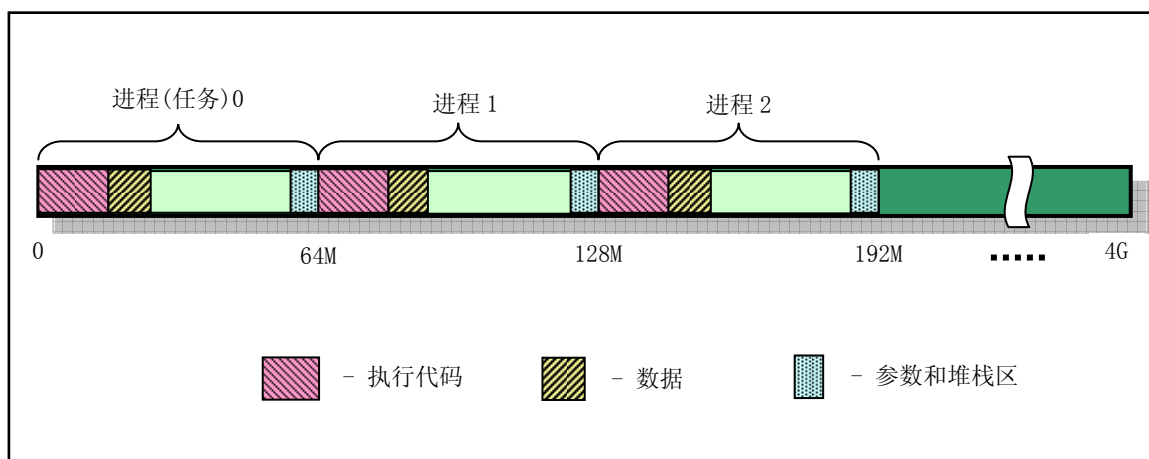 进程(任务)0
进程 1
进程 2
0
64M
128M
192M
4G
- 执行代码
- 数据
- 参数和堆栈区